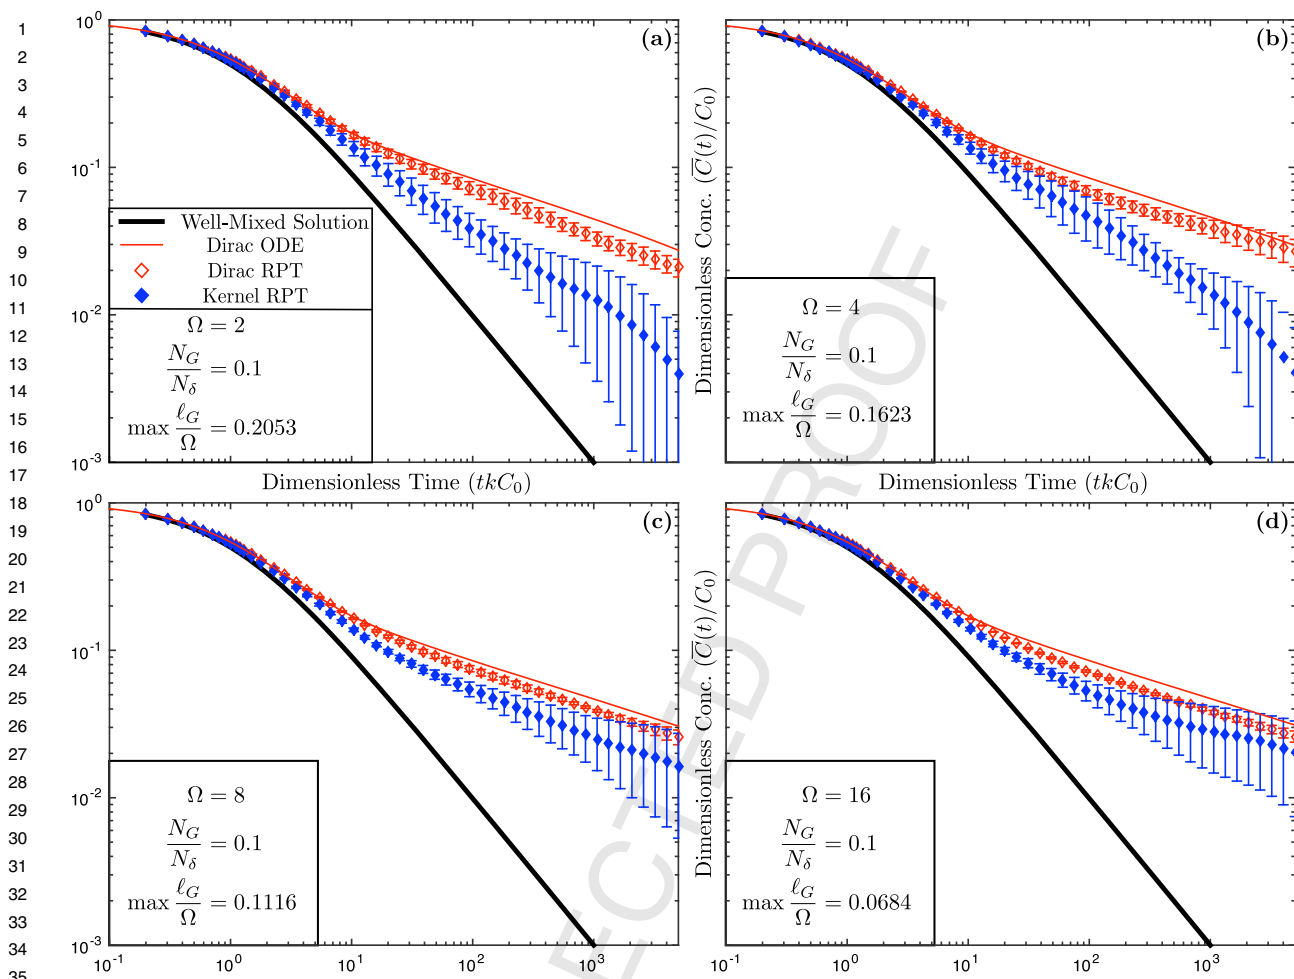 1
2
3
4
5
6
7
8
9
10
11
12
13
14
15
16
17
18
19
20
21
22
23
24
25
26
27
28
29
30
31
32
33
34
35
10^0
10^-1
10^-2
10^-3
(a)
Well-Mixed Solution
Dirac ODE
Dirac RPT
Kernel RPT
Ω = 2
N_G/N_δ = 0.1
max ℓ_G/Ω = 0.2053
Dimensionless Time (tkC_0)
Dimensionless Conc. (C̅(t)/C_0)
(b)
Ω = 4
N_G/N_δ = 0.1
max ℓ_G/Ω = 0.1623
Dimensionless Time (tkC_0)
10^0
10^-1
10^-2
10^-3
(c)
Ω = 8
N_G/N_δ = 0.1
max ℓ_G/Ω = 0.1116
10^-1 10^0 10^1 10^2 10^3
Dimensionless Conc. (C̅(t)/C_0)
(d)
Ω = 16
N_G/N_δ = 0.1
max ℓ_G/Ω = 0.0684
10^-1 10^0 10^1 10^2 10^3
ECTED PROOF